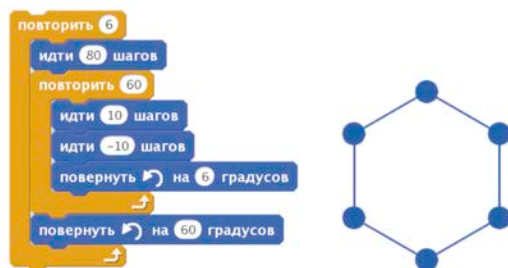 повторить 6
идти 80 шагов
повторить 60
идти 10 шагов
идти -10 шагов
повернуть на 6 градусов
повернуть на 60 градусов